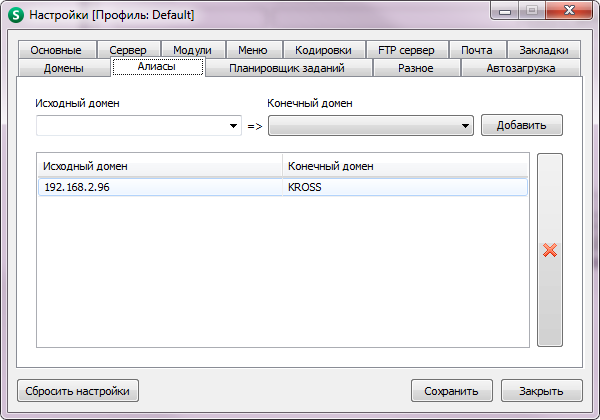 S Настройки [Профиль: Default]
Основные Сервер Модули Меню Кодировки FTP сервер Почта Закладки
Домены Алиасы Планировщик заданий Разное Автозагрузка
Исходный домен Конечный домен
=> Добавить
Исходный домен Конечный домен
192.168.2.96 KROSS
Сбросить настройки Сохранить Закрыть